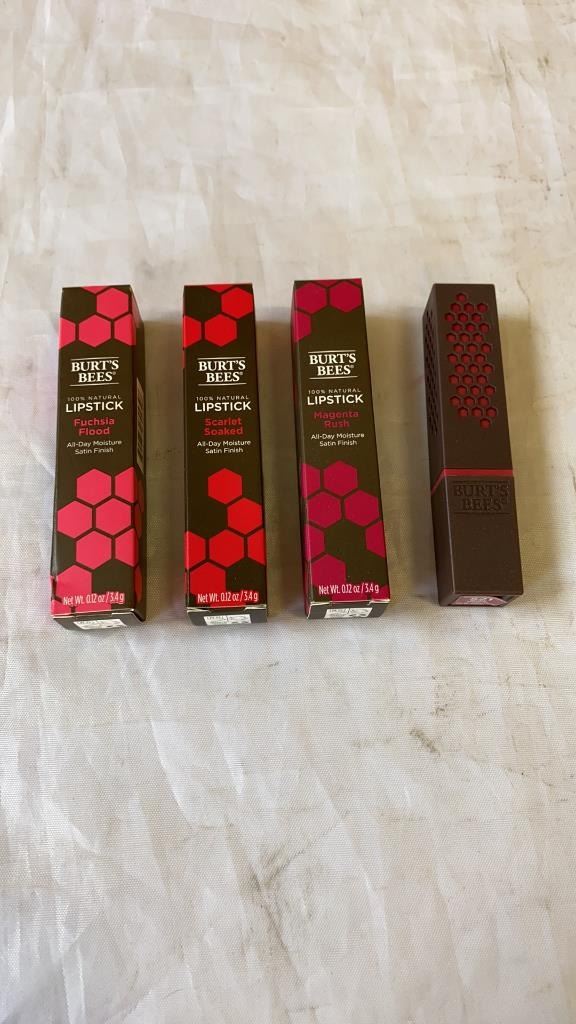 BURT'S
BEES®
100% NATURAL
LIPSTICK
Fuchsia
Flood
All-Day Moisture
Satin Finish
Net Wt. 0.12 oz / 3.4 g
BURT'S
BEES®
100% NATURAL
LIPSTICK
Scarlet
Soaked
All-Day Moisture
Satin Finish
Net Wt. 0.12 oz / 3.4 g
BURT'S
BEES®
100% NATURAL
LIPSTICK
Magenta
Rush
All-Day Moisture
Satin Finish
Net Wt. 0.12 oz / 3.4 g
BURT'S
BEES®